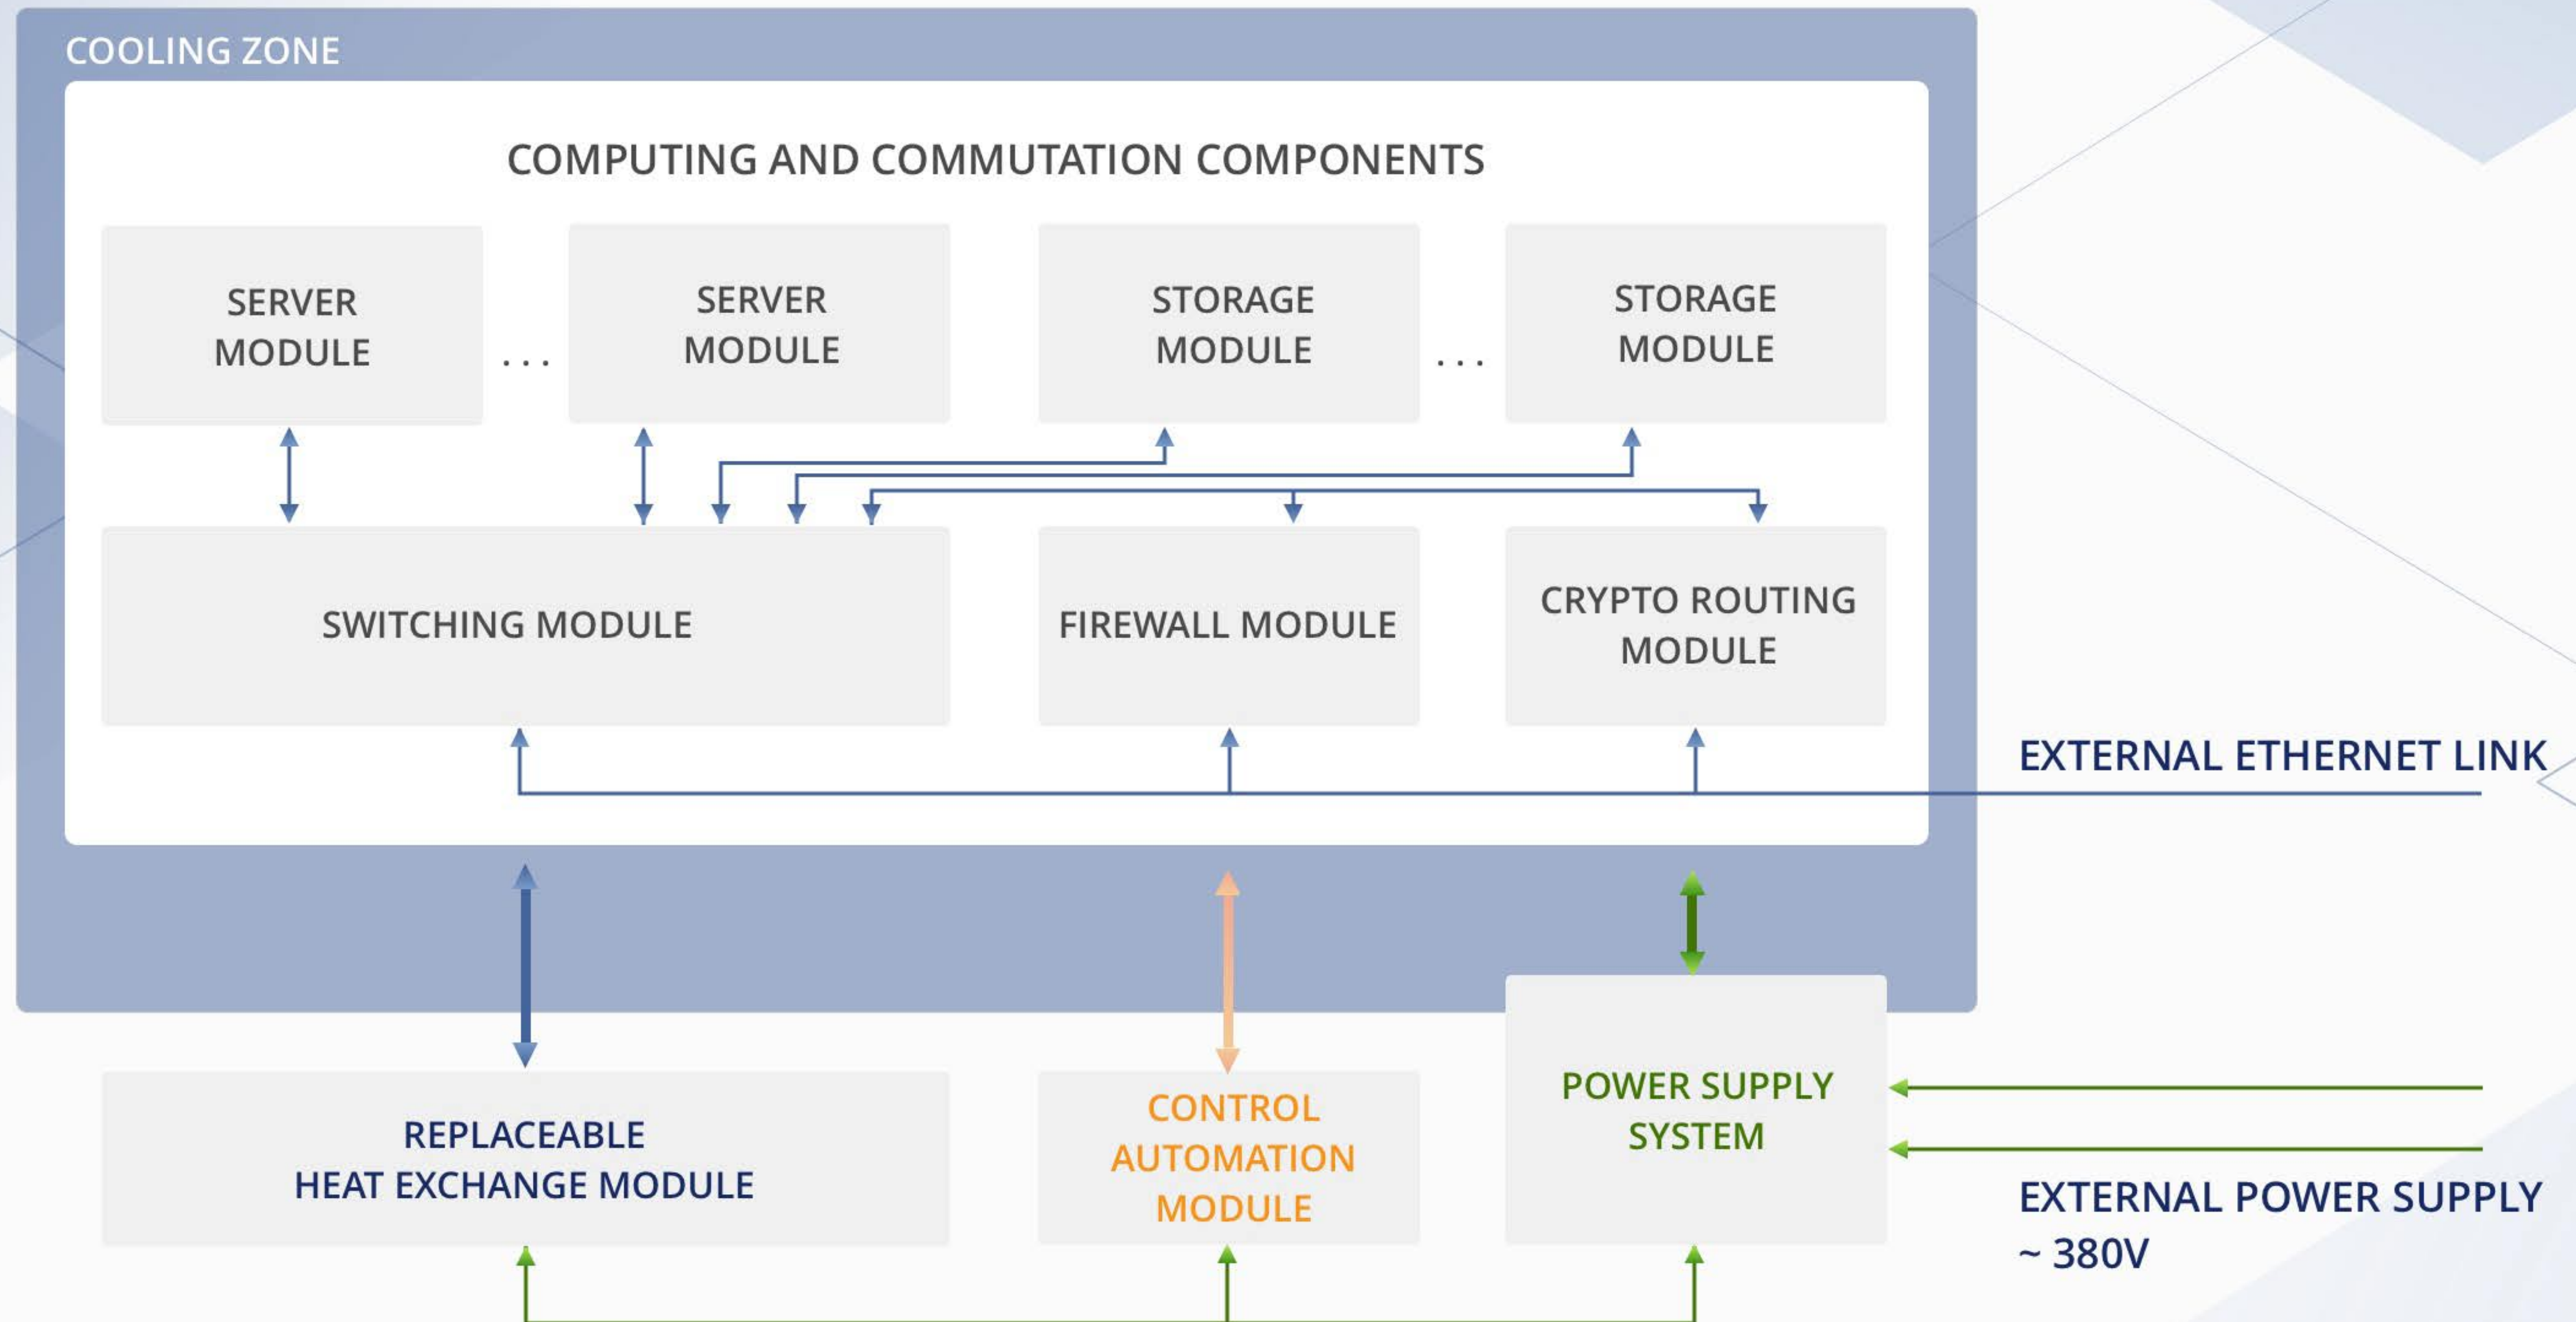 COOLING ZONE
COMPUTING AND COMMUTATION COMPONENTS
SERVER
MODULE
. . .
SERVER
MODULE
STORAGE
MODULE
. . .
STORAGE
MODULE
SWITCHING MODULE
FIREWALL MODULE
CRYPTO ROUTING
MODULE
EXTERNAL ETHERNET LINK
REPLACEABLE
HEAT EXCHANGE MODULE
CONTROL
AUTOMATION
MODULE
POWER SUPPLY
SYSTEM
EXTERNAL POWER SUPPLY
~ 380V